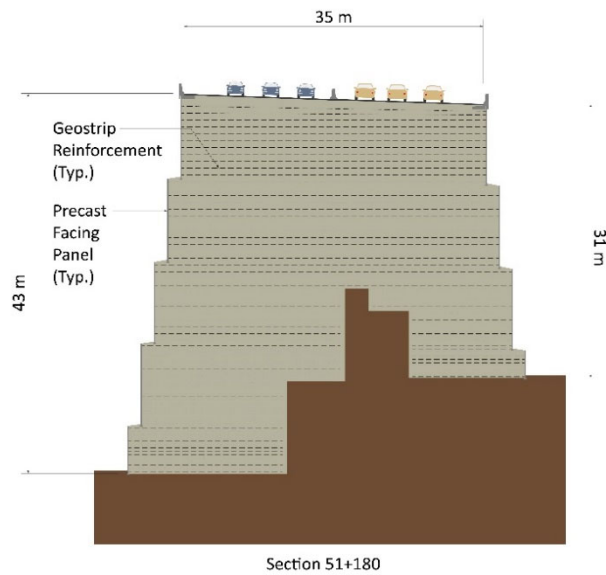 35 m
Geostrip
Reinforcement
(Typ.)
Precast
Facing
Panel
(Typ.)
43 m
31 m
Section 51+180